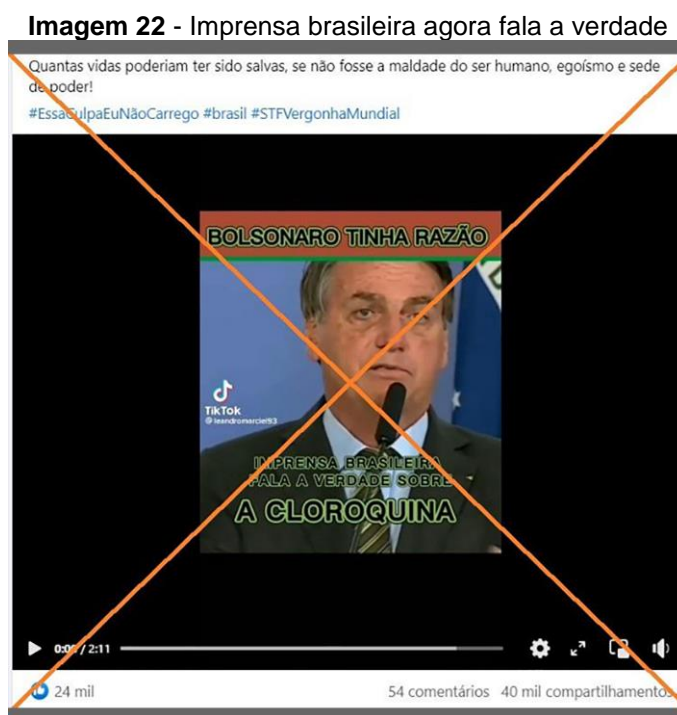 Imagem 22 - Imprensa brasileira agora fala a verdade
Quantas vidas poderiam ter sido salvas, se não fosse a maldade do ser humano, egoísmo e sede
de poder!
#EssaCulpaEuNãoCarrego #brasil #STFVergonhaMundial
BOLSONARO TINHA RAZÃO
TikTok
@leandromarciel93
IMPRENSA BRASILEIRA
FALA A VERDADE SOBRE
A CLOROQUINA
/ 2:11
24 mil
54 comentários 40 mil compartilhamentos